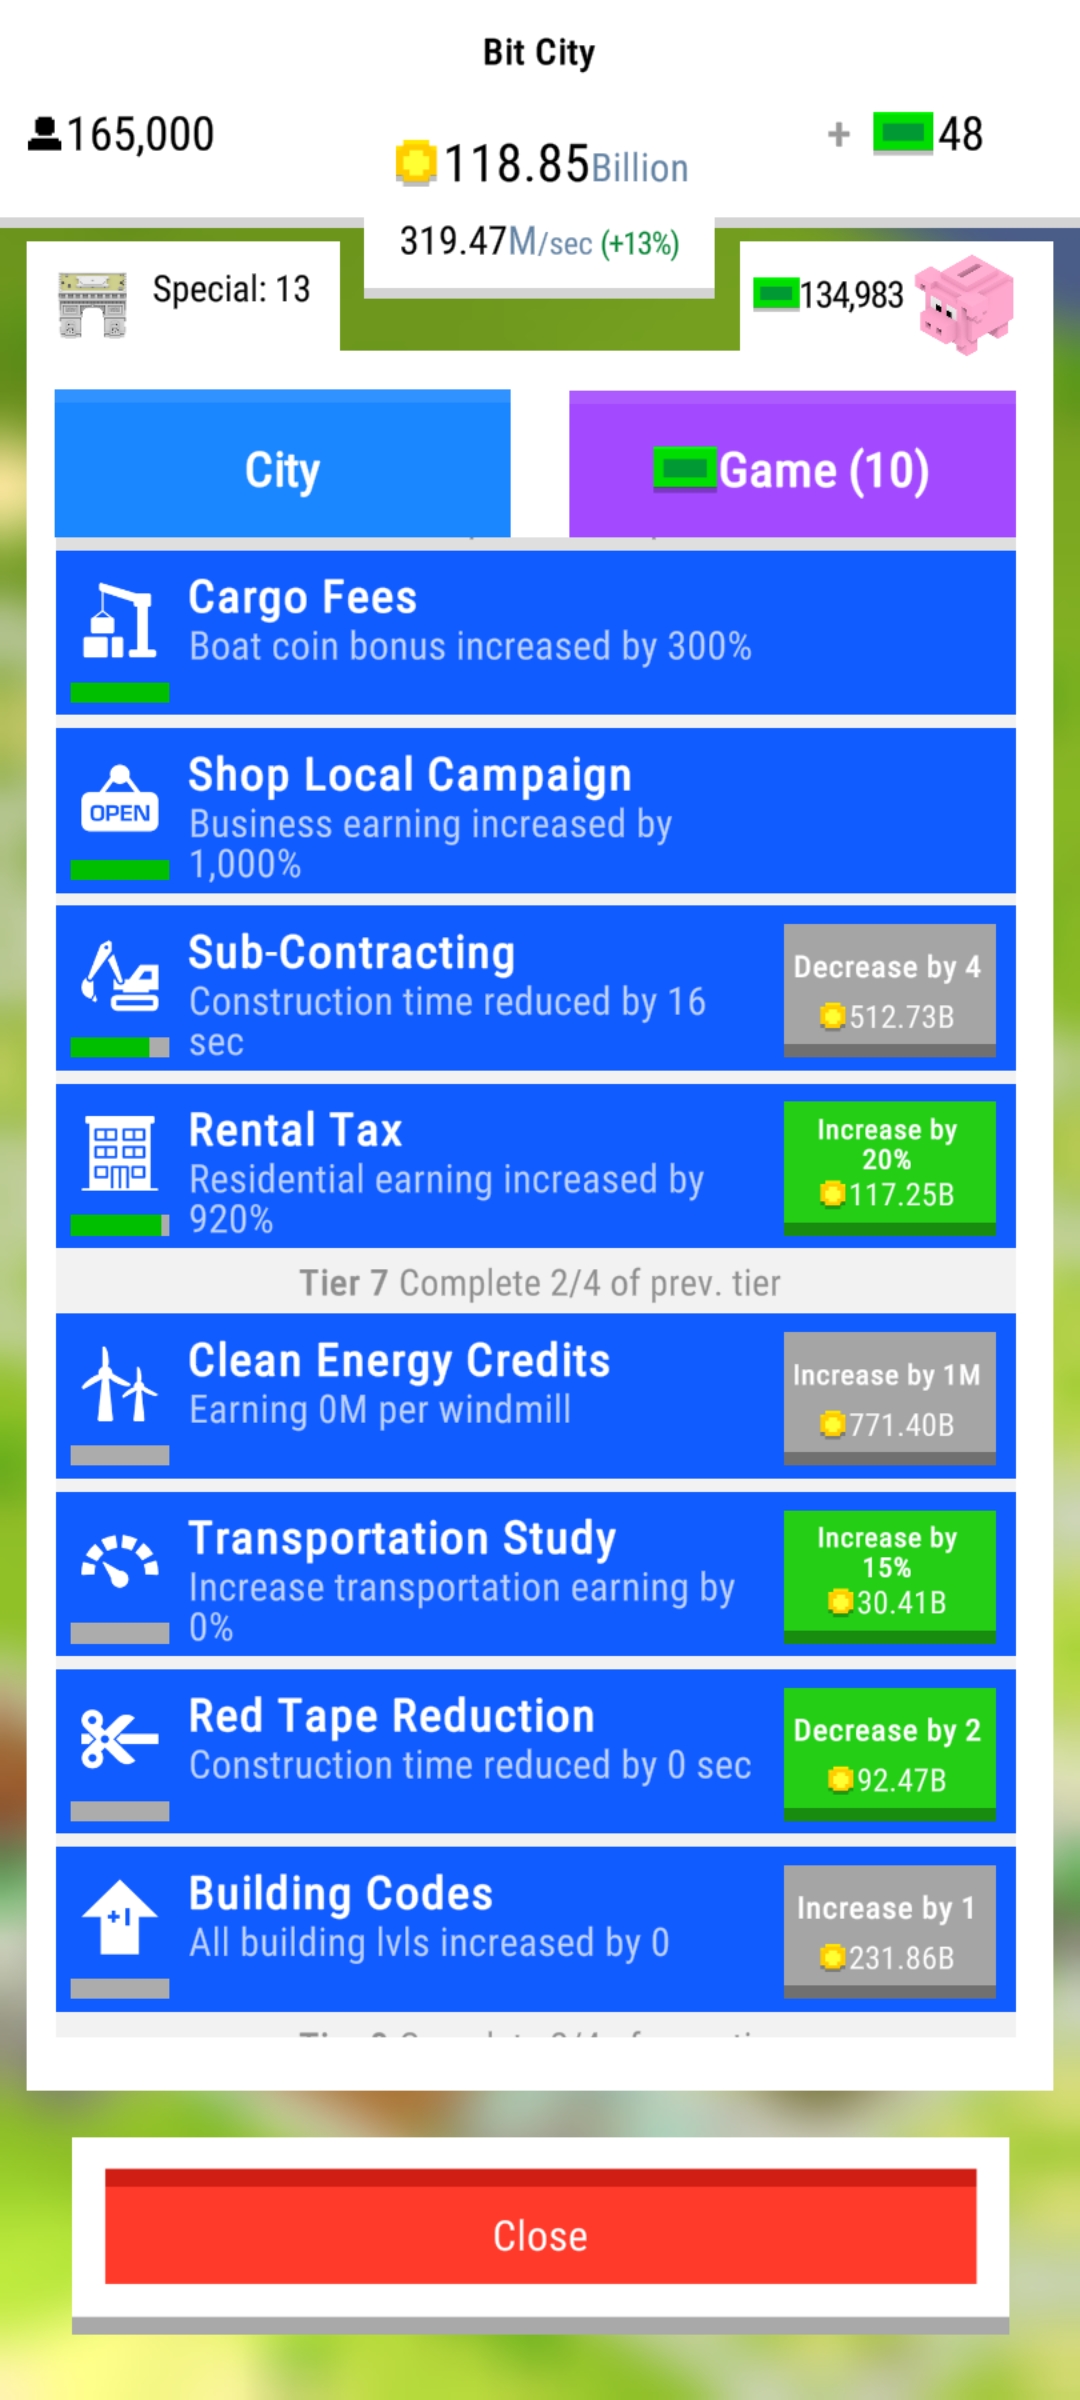 Bit City
165,000
118.85Billion
+ 48
319.47M/sec (+13%)
Special: 13
134,983
City
Game (10)
Cargo Fees
Boat coin bonus increased by 300%
Shop Local Campaign
OPEN
Business earning increased by
1,000%
Sub-Contracting
Construction time reduced by 16
sec
Decrease by 4
512.73B
Rental Tax
Residential earning increased by
920%
Increase by
20%
117.25B
Tier 7 Complete 2/4 of prev. tier
Clean Energy Credits
Earning 0M per windmill
Increase by 1M
771.40B
Transportation Study
Increase transportation earning by
0%
Increase by
15%
30.41B
Red Tape Reduction
Construction time reduced by 0 sec
Decrease by 2
92.47B
Building Codes
+1
All building lvls increased by 0
Increase by 1
231.86B
Close